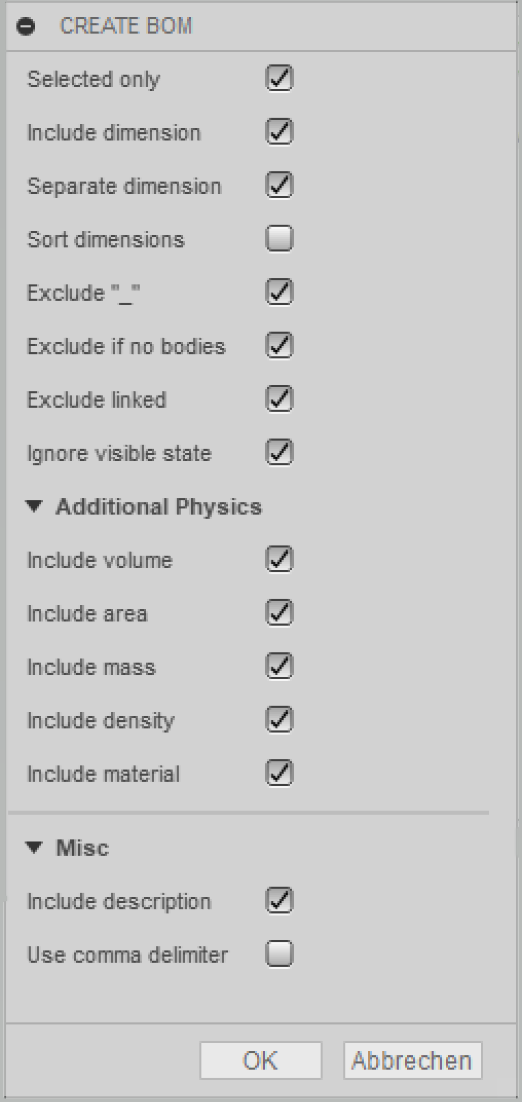 CREATE BOM
Selected only
Include dimension
Separate dimension
Sort dimensions
Exclude "_"
Exclude if no bodies
Exclude linked
Ignore visible state
Additional Physics
Include volume
Include area
Include mass
Include density
Include material
Misc
Include description
Use comma delimiter
OK Abbrechen